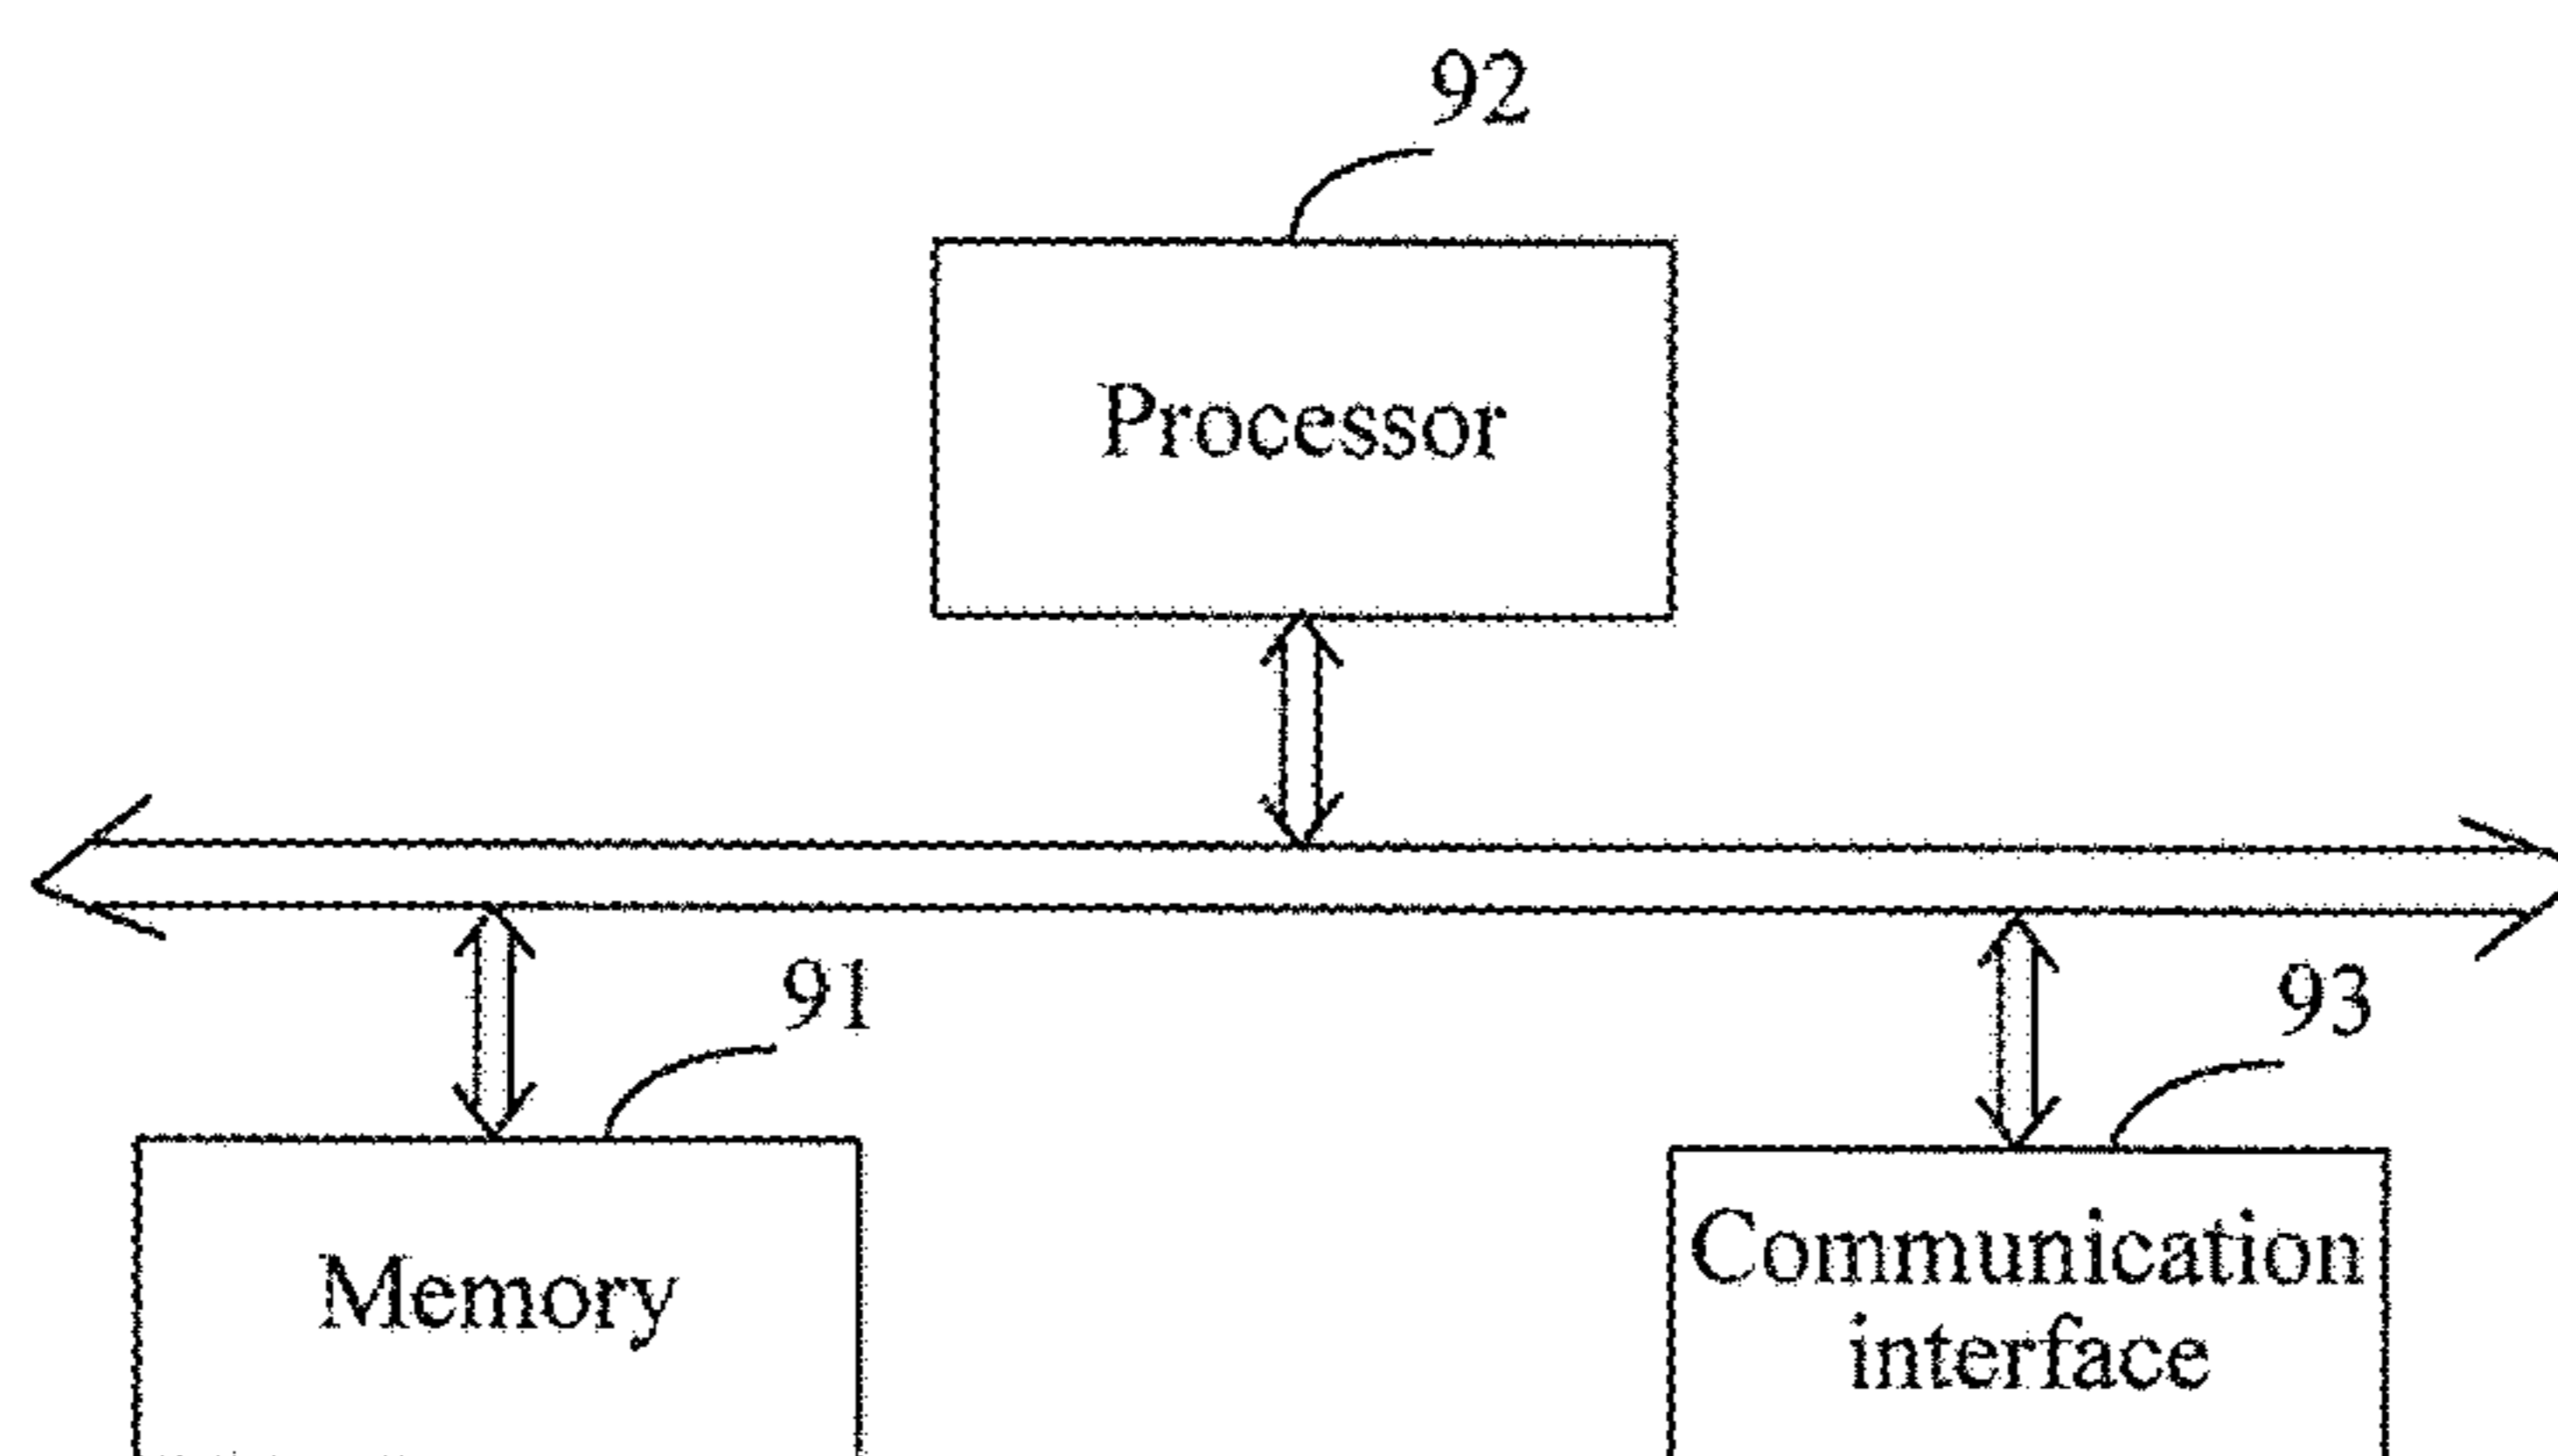 92
Processor
91
93
Memory
Communication
interface